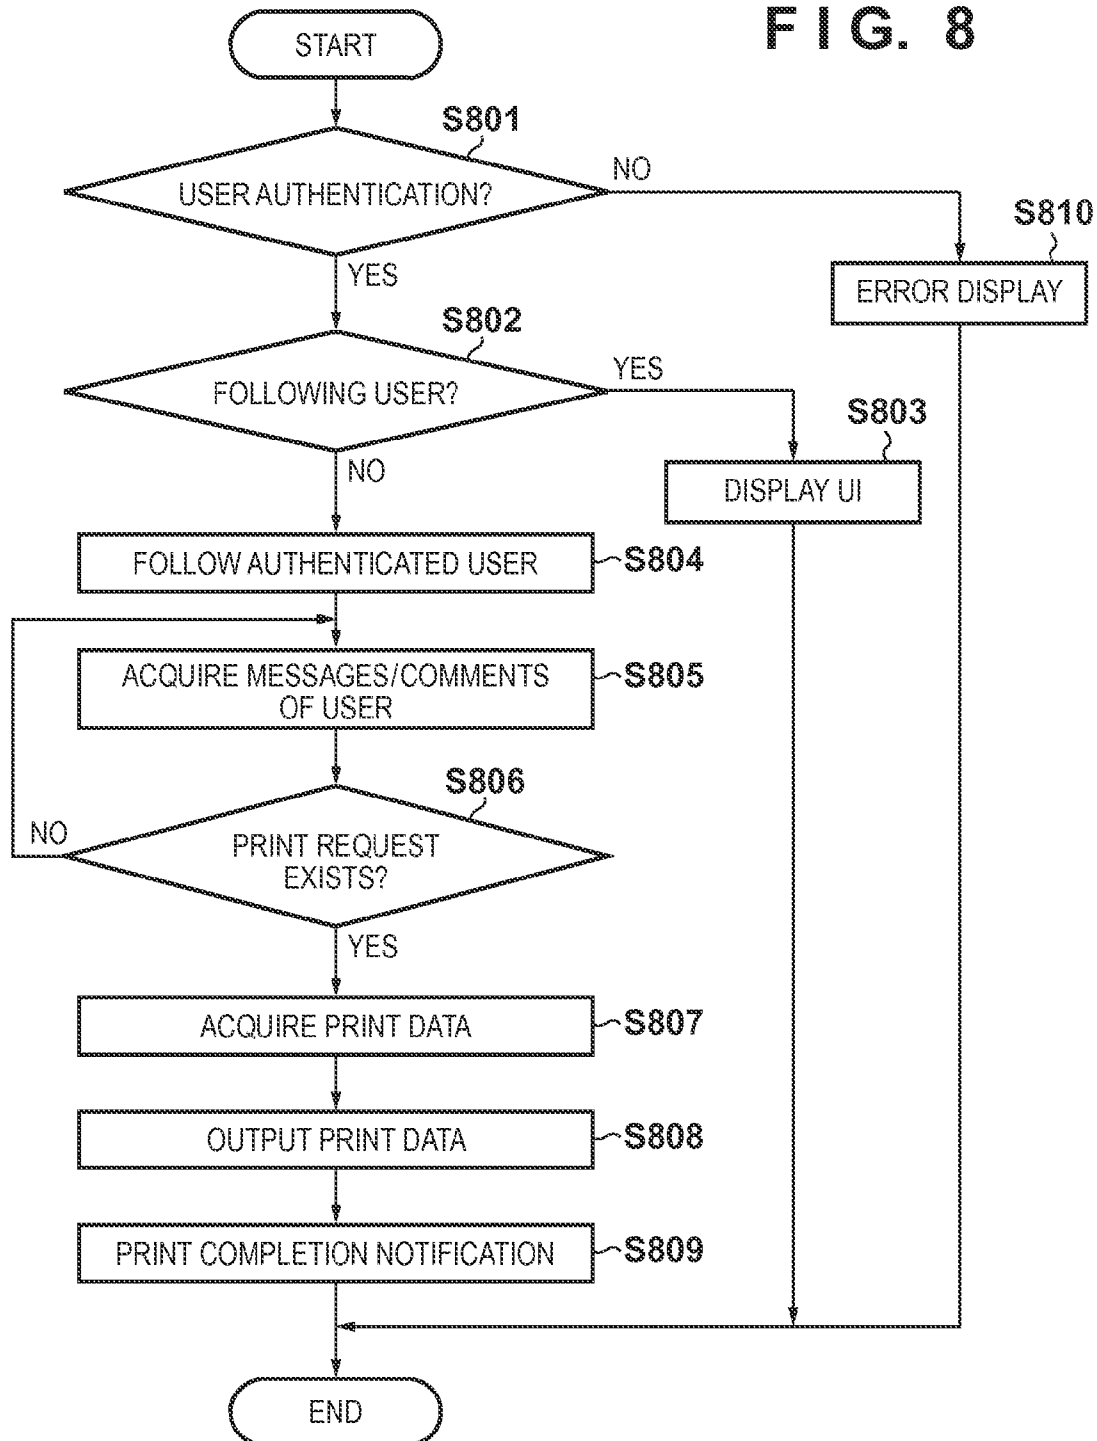 FIG. 8
START
S801
USER AUTHENTICATION?
NO
YES
S810
ERROR DISPLAY
S802
FOLLOWING USER?
YES
NO
S803
DISPLAY UI
FOLLOW AUTHENTICATED USER
S804
ACQUIRE MESSAGES/COMMENTS
OF USER
S805
S806
PRINT REQUEST
EXISTS?
NO
YES
ACQUIRE PRINT DATA
S807
OUTPUT PRINT DATA
S808
PRINT COMPLETION NOTIFICATION
S809
END